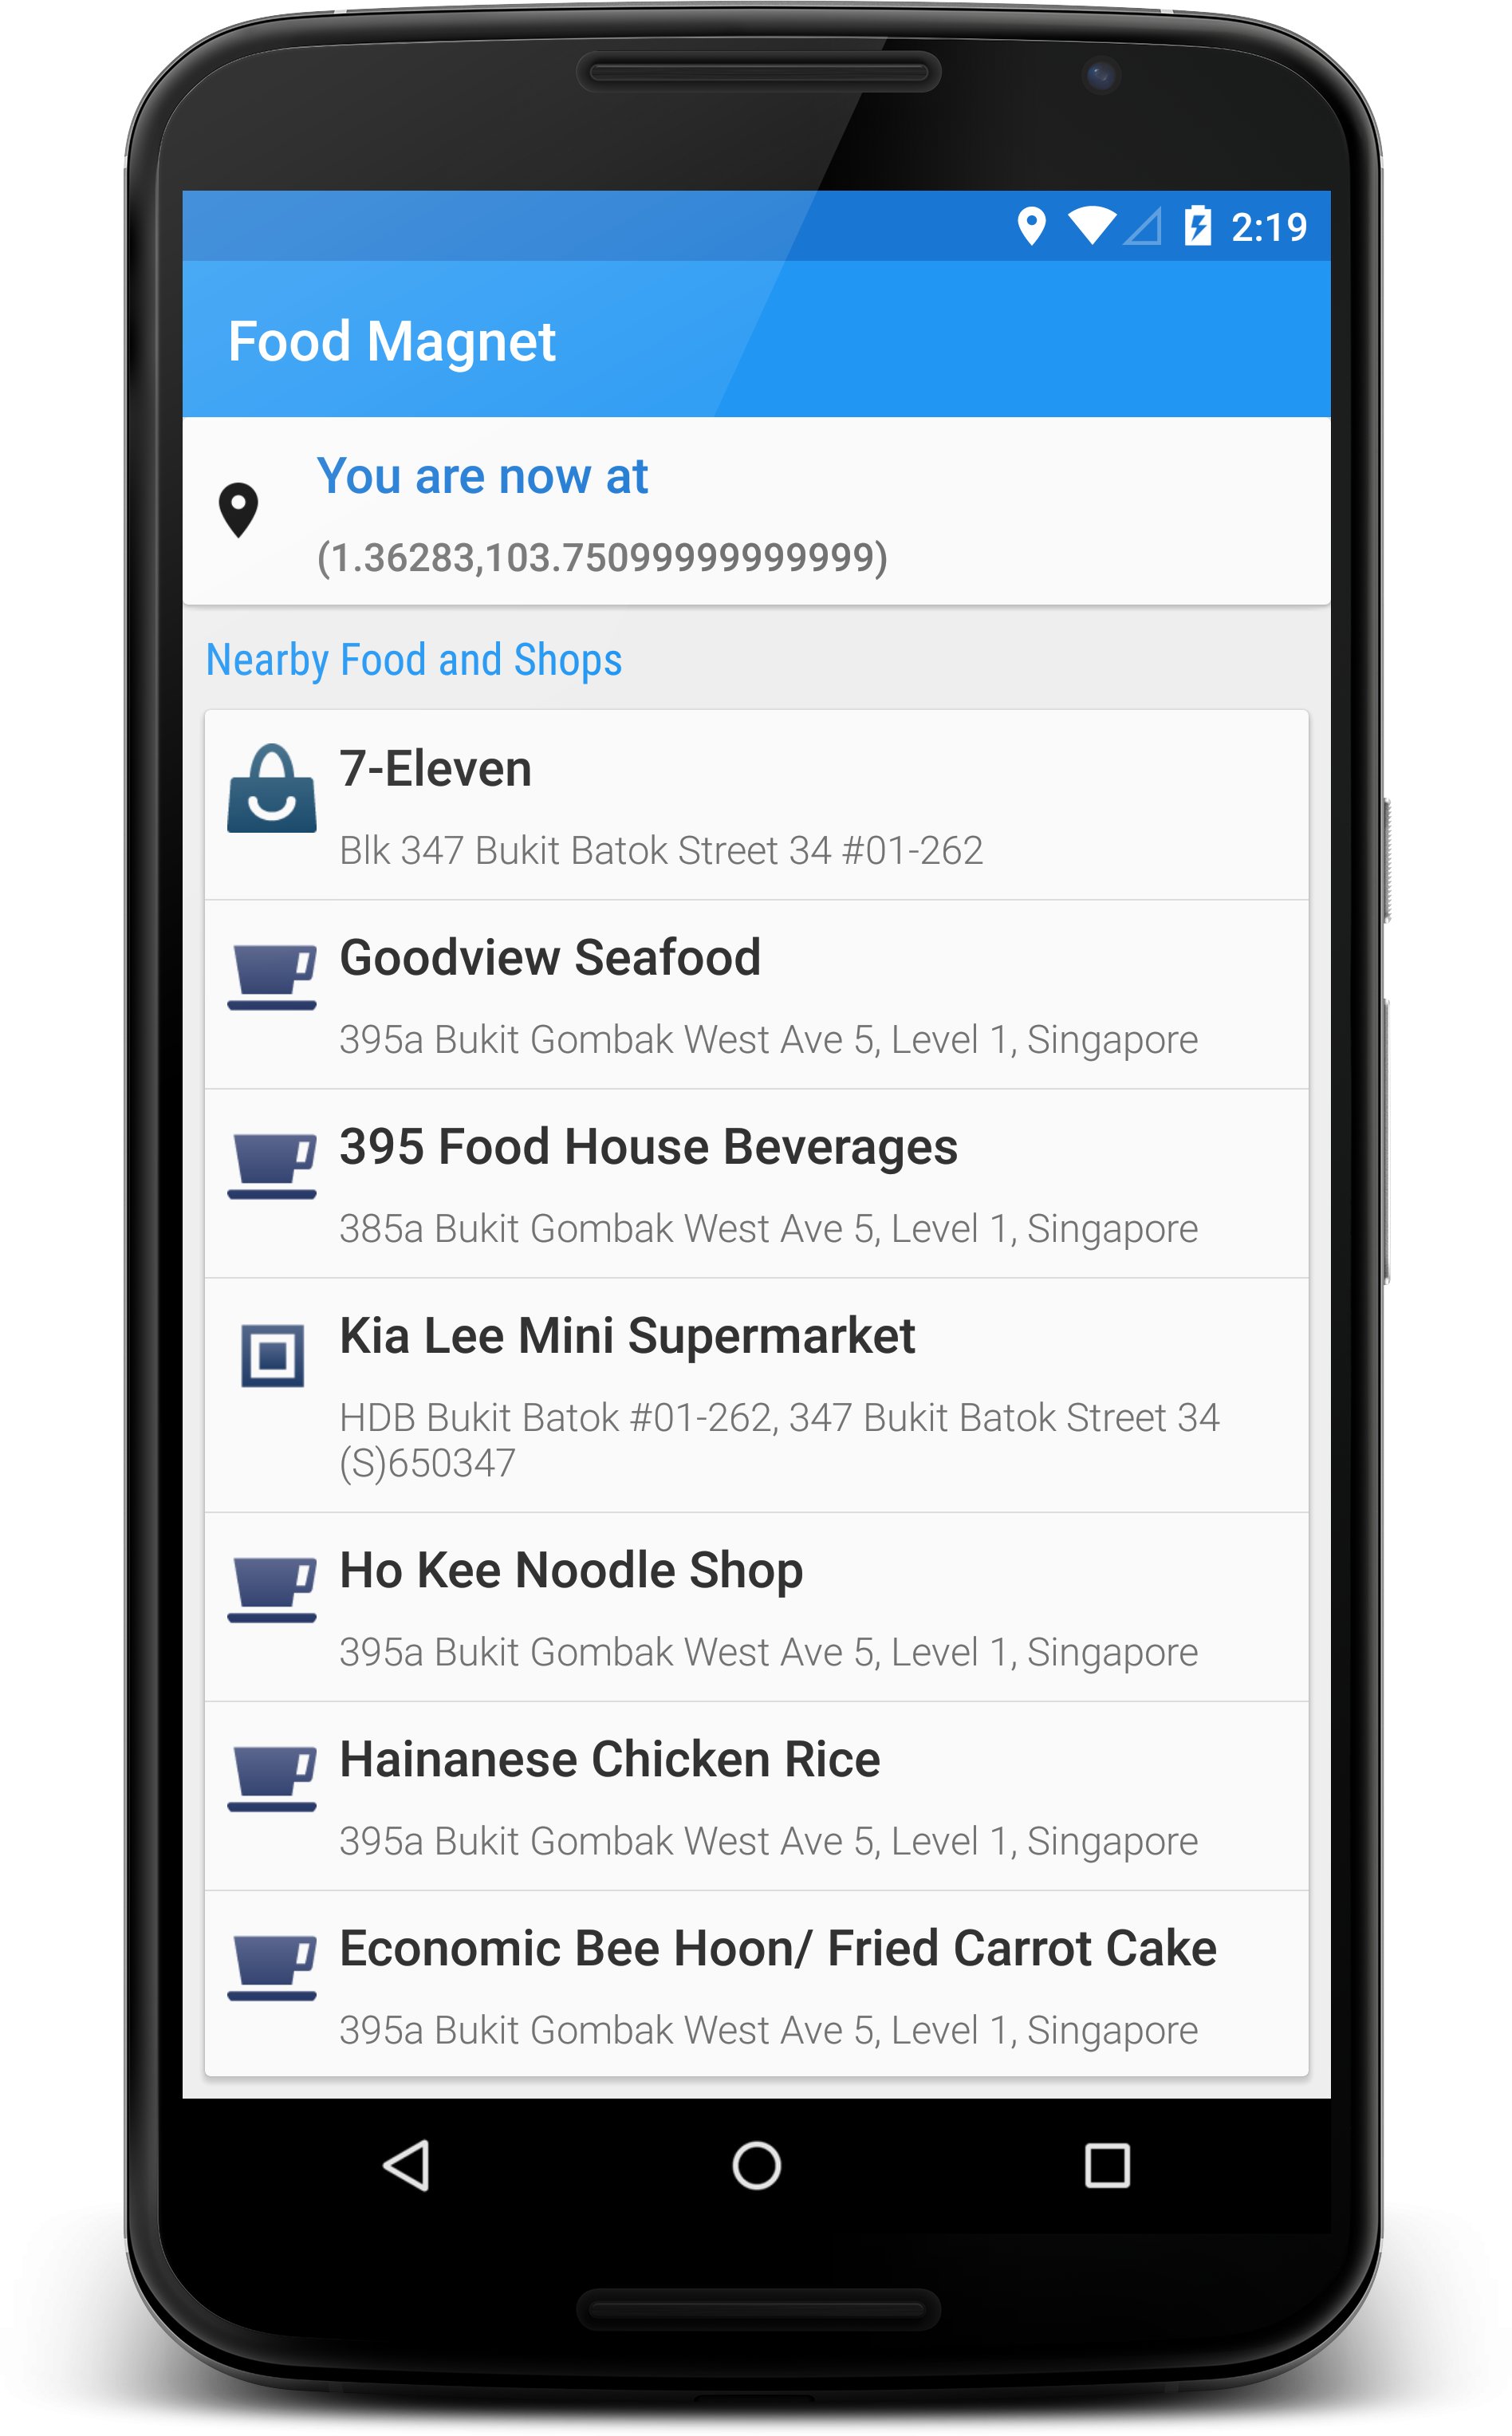 2:19
Food Magnet
You are now at
(1.36283,103.75099999999999)
Nearby Food and Shops
7-Eleven
Blk 347 Bukit Batok Street 34 #01-262
Goodview Seafood
395a Bukit Gombak West Ave 5, Level 1, Singapore
395 Food House Beverages
385a Bukit Gombak West Ave 5, Level 1, Singapore
Kia Lee Mini Supermarket
HDB Bukit Batok #01-262, 347 Bukit Batok Street 34
(S)650347
Ho Kee Noodle Shop
395a Bukit Gombak West Ave 5, Level 1, Singapore
Hainanese Chicken Rice
395a Bukit Gombak West Ave 5, Level 1, Singapore
Economic Bee Hoon/ Fried Carrot Cake
395a Bukit Gombak West Ave 5, Level 1, Singapore